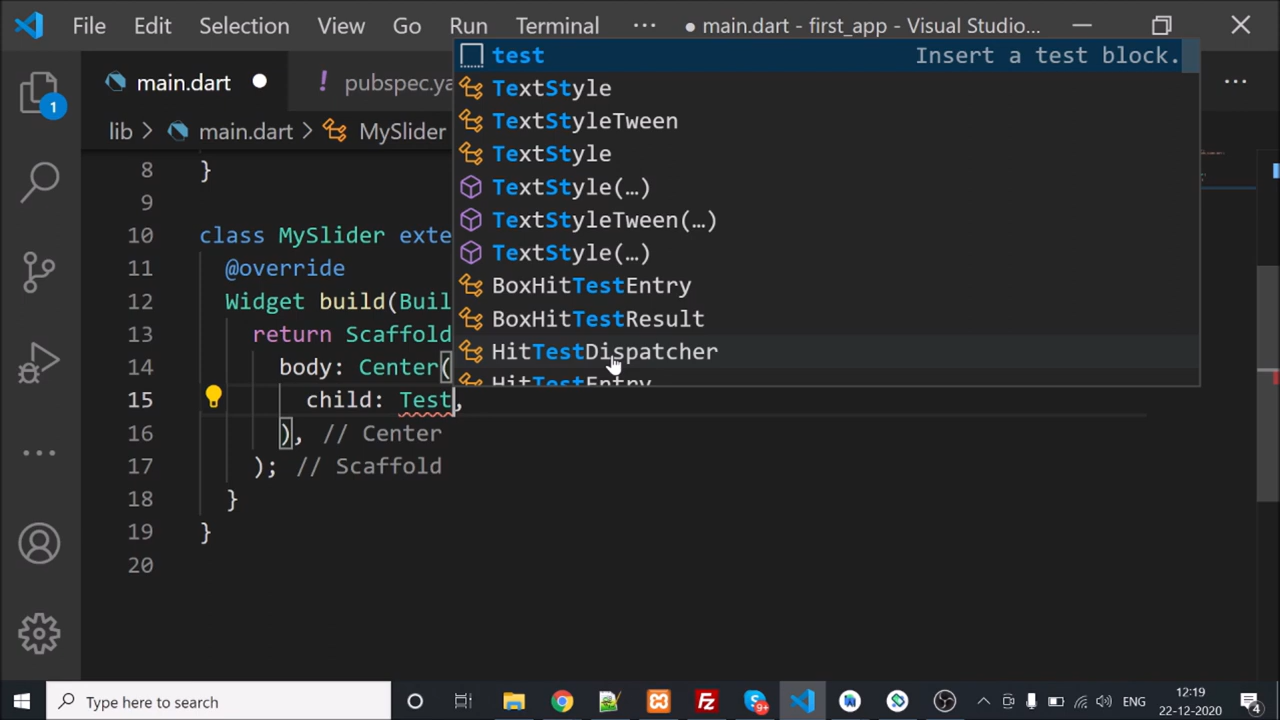 File Edit Selection View Go Run Terminal ··· ● main.dart - first_app - Visual Studio...
main.dart ● ! pubspec.ya
lib > main.dart > MySlider
test Insert a test block.
TextStyle
TextStyleTween
TextStyle
TextStyle(…)
TextStyleTween(…)
TextStyle(…)
BoxHitTestEntry
BoxHitTestResult
HitTestDispatcher
HitTestEntry
1
8 }
9
10 class MySlider exte
11 @override
12 Widget build(Buil
13 return Scaffold
14 body: Center(
15 child: Test,
16 ), // Center
17 ); // Scaffold
18 }
19 }
20
Type here to search
9+
ENG
12:19
22-12-2020
4